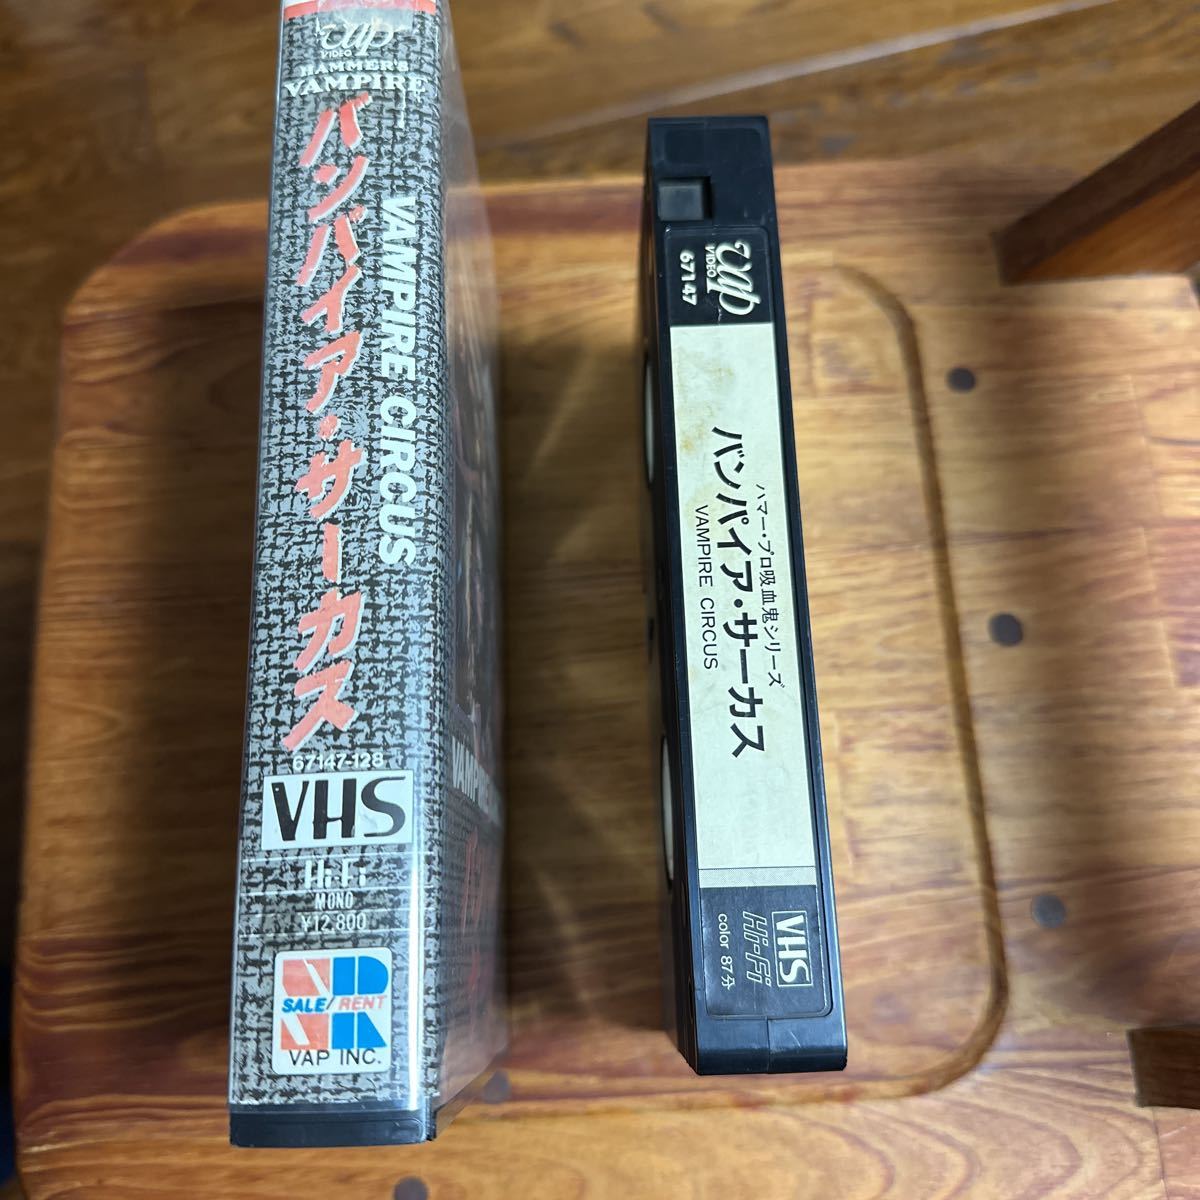 vap
VIDEO
HAMMER'S
VAMPIRE
バンパイア・サーカス
VAMPIRE CIRCUS
67147-128
VHS
Hi Fi
MONO
¥12,800
SR
SALE/RENT
VAP INC.
vap
VIDEO
67147
ハマー・プロ吸血鬼シリーズ
バンパイア・サーカス
VAMPIRE CIRCUS
VHS
Hi-Fi
color 87分